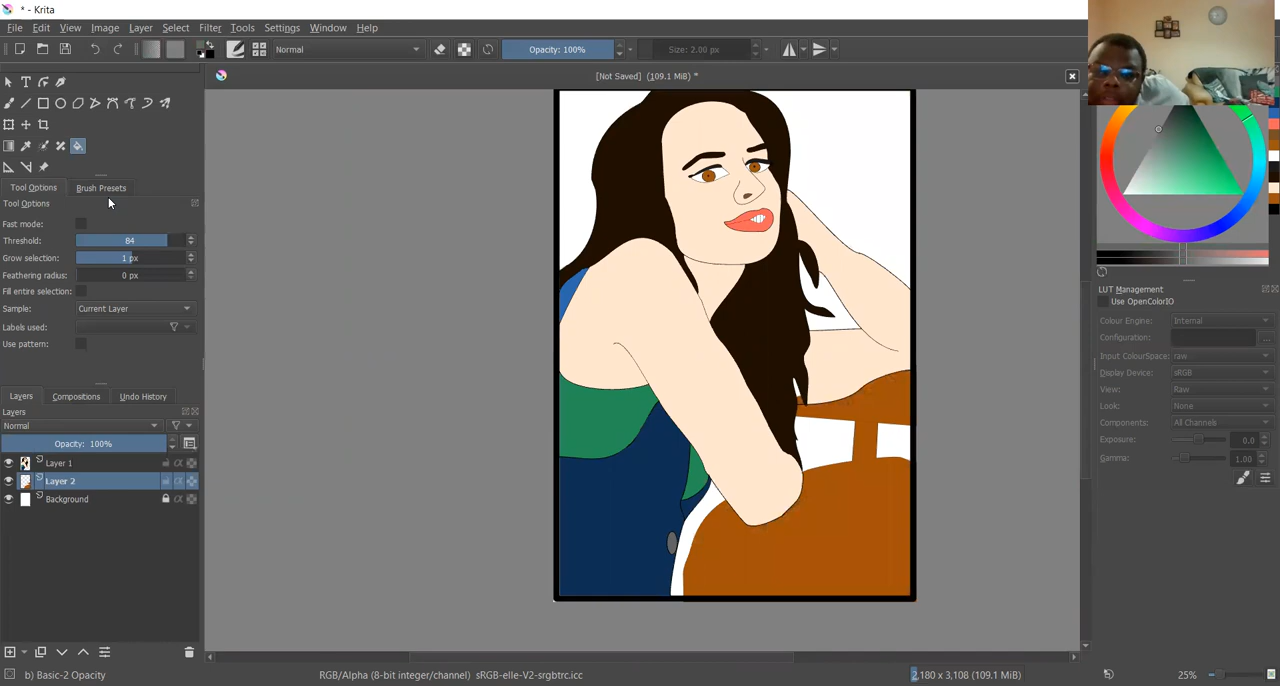 * - Krita
File Edit View Image Layer Select Filter Tools Settings Window Help
Normal Opacity: 100% Size: 2.00 px
[Not Saved] (109.1 MiB) *
Tool Options Brush Presets
Tool Options
Fast mode:
Threshold: 84
Grow selection: 1 px
Feathering radius: 0 px
Fill entire selection:
Sample: Current Layer
Labels used:
Use pattern:
Layers Compositions Undo History
Layers
Normal
Opacity: 100%
Layer 1
Layer 2
Background
b) Basic-2 Opacity
RGB/Alpha (8-bit integer/channel) sRGB-elle-V2-srgbtrc.icc
2,180 x 3,108 (109.1 MiB)
25%
LUT Management
Use OpenColorIO
Colour Engine: Internal
Configuration: ...
Input ColourSpace: raw
Display Device: sRGB
View: Raw
Look: None
Components: All Channels
Exposure: 0.0
Gamma: 1.00